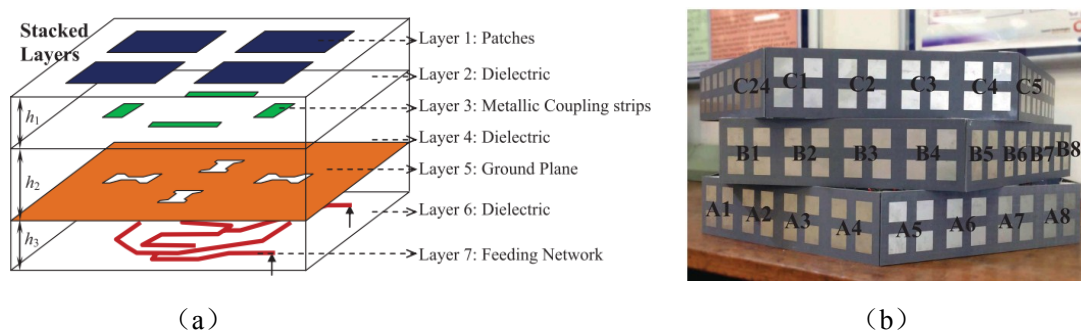 Stacked
Layers
Layer 1: Patches
Layer 2: Dielectric
Layer 3: Metallic Coupling strips
Layer 4: Dielectric
Layer 5: Ground Plane
Layer 6: Dielectric
Layer 7: Feeding Network
h1
h2
h3
(a)
C24 C1 C2 C3 C4 C5
B1 B2 B3 B4 B5 B6 B7 B8
A1 A2 A3 A4 A5 A6 A7 A8
(b)